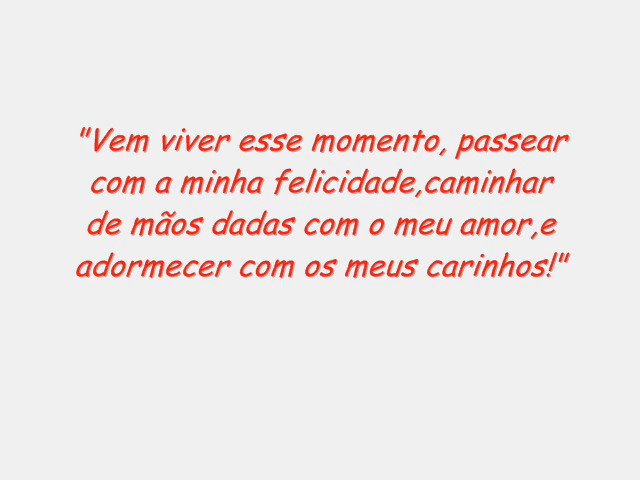 "Vem viver esse momento, passear
com a minha felicidade,caminhar
de mãos dadas com o meu amor,e
adormecer com os meus carinhos!"